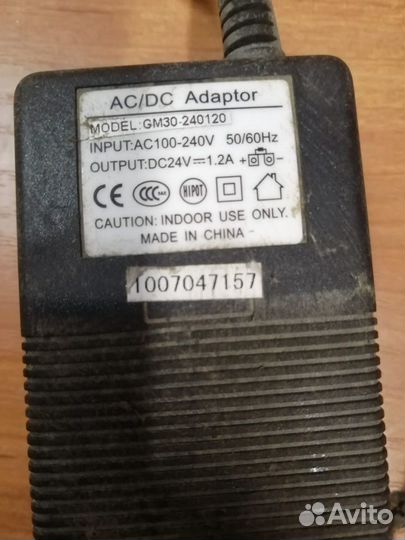 AC/DC Adaptor
MODEL:GM30-240120
INPUT:AC100-240V 50/60Hz
OUTPUT:DC24V⎓1.2A +-
CE CCC S&E HIPOT
CAUTION: INDOOR USE ONLY.
MADE IN CHINA
1007047157
Avito